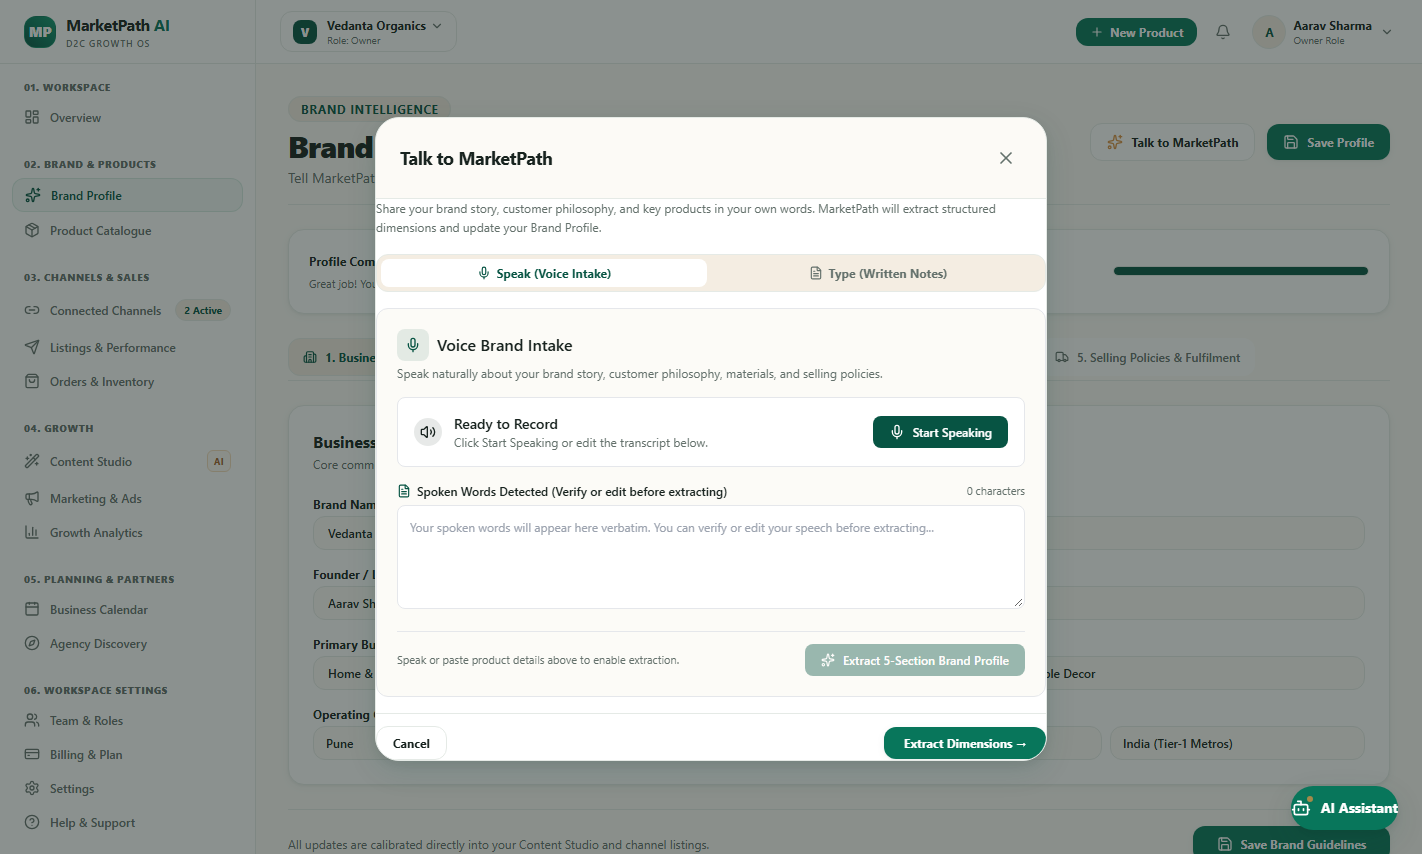 MP
MarketPath AI
D2C GROWTH OS
V
Vedanta Organics
Role: Owner
+ New Product
A
Aarav Sharma
Owner Role
01. WORKSPACE
Overview
02. BRAND & PRODUCTS
Brand Profile
Product Catalogue
03. CHANNELS & SALES
Connected Channels
2 Active
Listings & Performance
Orders & Inventory
04. GROWTH
Content Studio
AI
Marketing & Ads
Growth Analytics
05. PLANNING & PARTNERS
Business Calendar
Agency Discovery
06. WORKSPACE SETTINGS
Team & Roles
Billing & Plan
Settings
Help & Support
BRAND INTELLIGENCE
Brand
Tell MarketPat
Talk to MarketPath
Save Profile
Profile Com
Great job! You
1. Busine
5. Selling Policies & Fulfilment
Business
Core comm
Brand Nam
Vedanta
Founder /
Aarav Sh
Primary Bu
Home &
ble Decor
Operating
Pune
India (Tier-1 Metros)
All updates are calibrated directly into your Content Studio and channel listings.
Save Brand Guidelines
AI Assistant
Talk to MarketPath
Share your brand story, customer philosophy, and key products in your own words. MarketPath will extract structured
dimensions and update your Brand Profile.
Speak (Voice Intake)
Type (Written Notes)
Voice Brand Intake
Speak naturally about your brand story, customer philosophy, materials, and selling policies.
Ready to Record
Click Start Speaking or edit the transcript below.
Start Speaking
Spoken Words Detected (Verify or edit before extracting)
0 characters
Your spoken words will appear here verbatim. You can verify or edit your speech before extracting...
Speak or paste product details above to enable extraction.
Extract 5-Section Brand Profile
Cancel
Extract Dimensions →